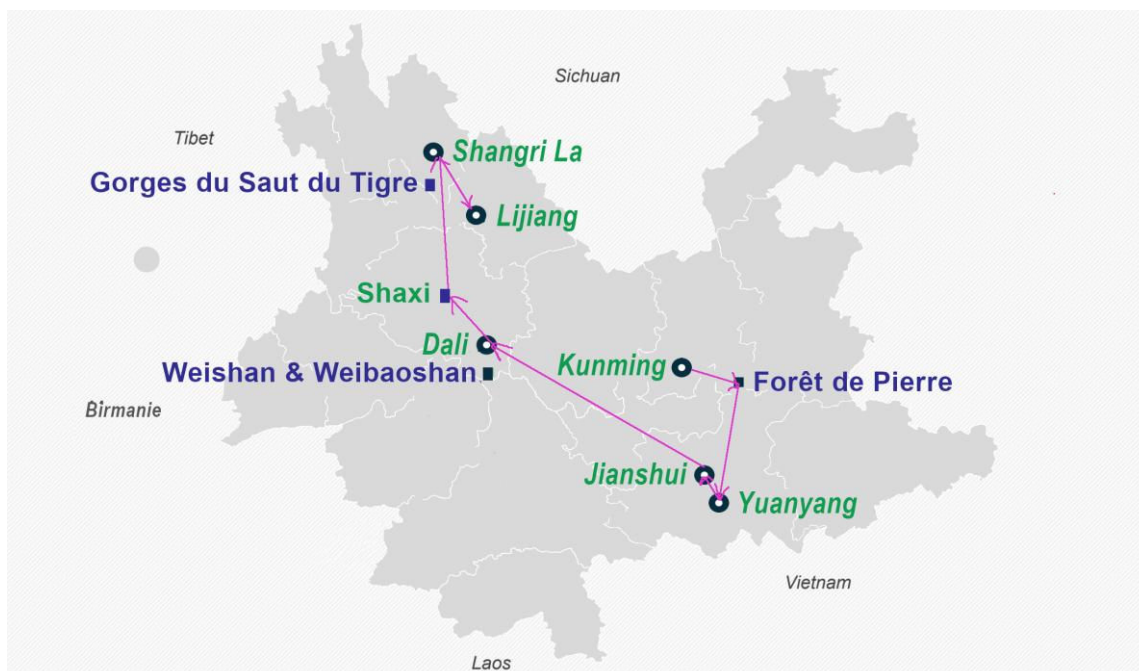 Sichuan
Tibet
Shangri La
Gorges du Saut du Tigre
Lijiang
Shaxi
Dali
Kunming
Weishan & Weibaoshan
Forêt de Pierre
Birmanie
Jianshui
Yuanyang
Vietnam
Laos